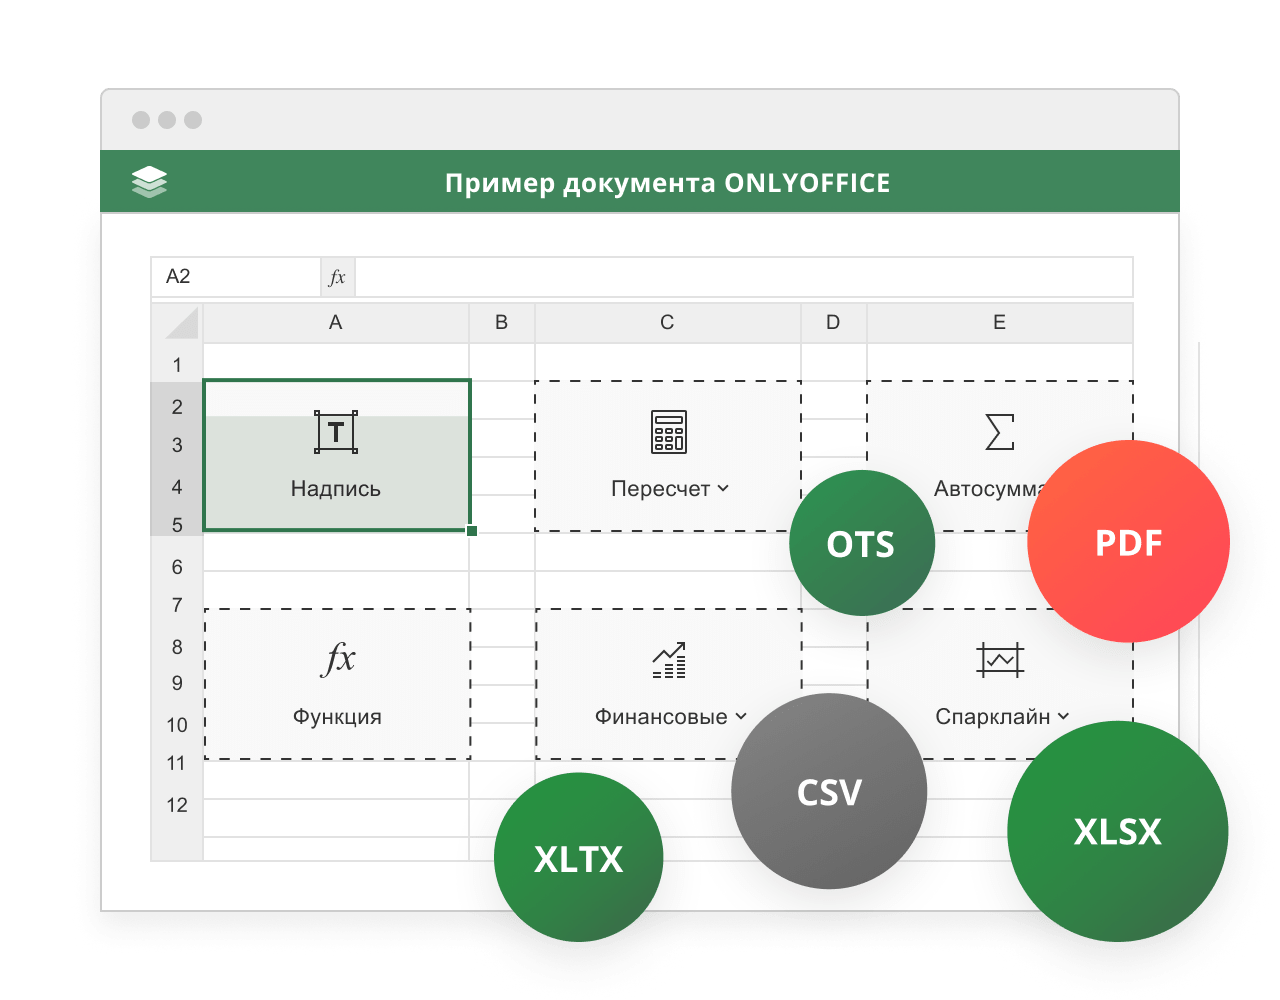 Пример документа ONLYOFFICE
A2 fx
A B C D E
1
2
3
4
5
6
7
8
9
10
11
12
T
Надпись
Пересчет
Автосумма
OTS
PDF
fx
Функция
Финансовые
Спарклайн
XLTX
CSV
XLSX